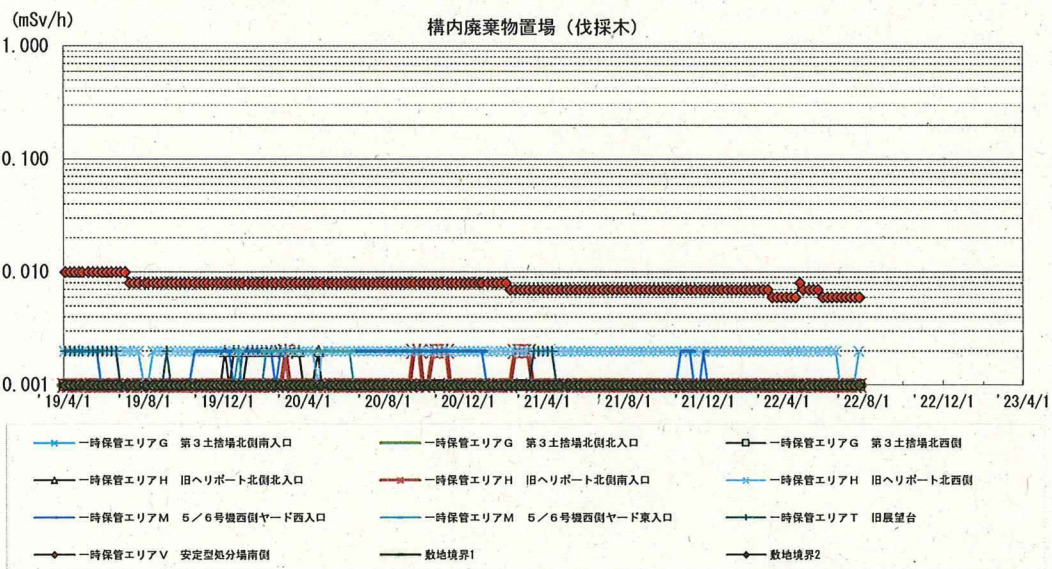 (mSv/h)
構内廃棄物置場（伐採木）
1.000
0.100
0.010
0.001
'19/4/1 '19/8/1 '19/12/1 '20/4/1 '20/8/1 '20/12/1 '21/4/1 '21/8/1 '21/12/1 '22/4/1 '22/8/1 '22/12/1 '23/4/1
一時保管エリアＧ　第３土捨場北側南入口 一時保管エリアＧ　第３土捨場北側北入口 一時保管エリアＧ　第３土捨場北西側
一時保管エリアＨ　旧ヘリポート北側北入口 一時保管エリアＨ　旧ヘリポート北側南入口 一時保管エリアＨ　旧ヘリポート北西側
一時保管エリアＭ　５／６号機西側ヤード西入口 一時保管エリアＭ　５／６号機西側ヤード東入口 一時保管エリアＴ　旧展望台
一時保管エリアＶ　安定型処分場南側 敷地境界1 敷地境界2